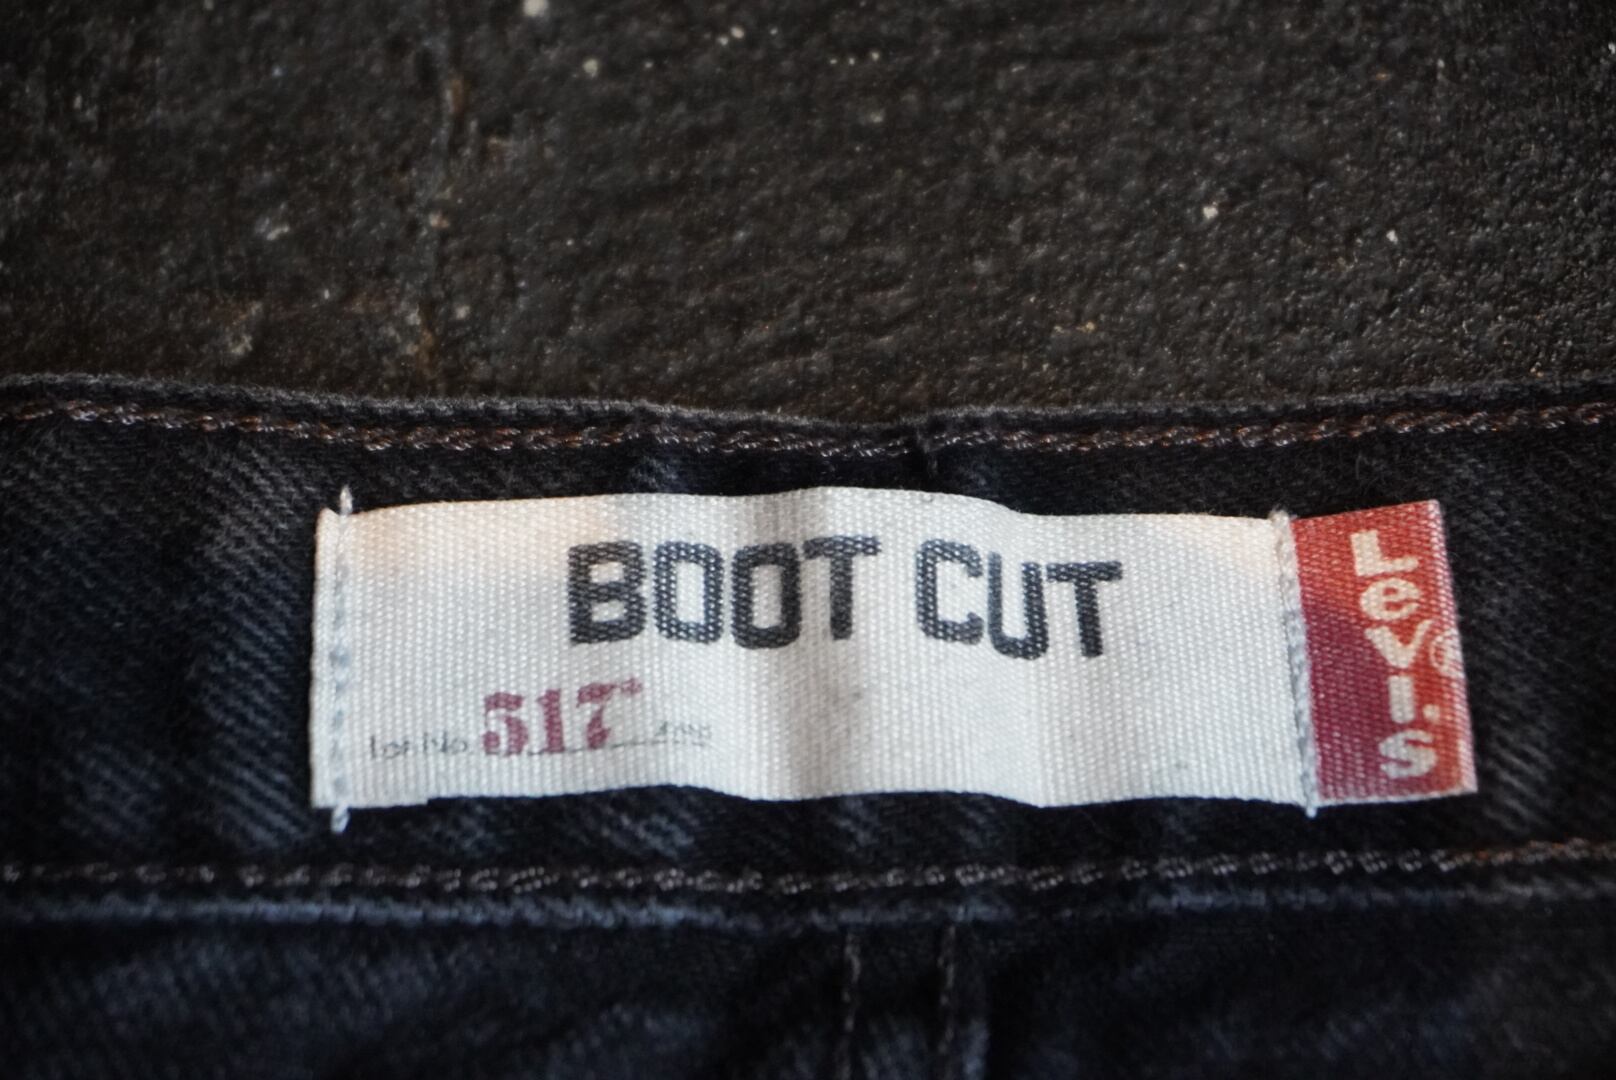 BOOT CUT
Lot No. 517
Levi's